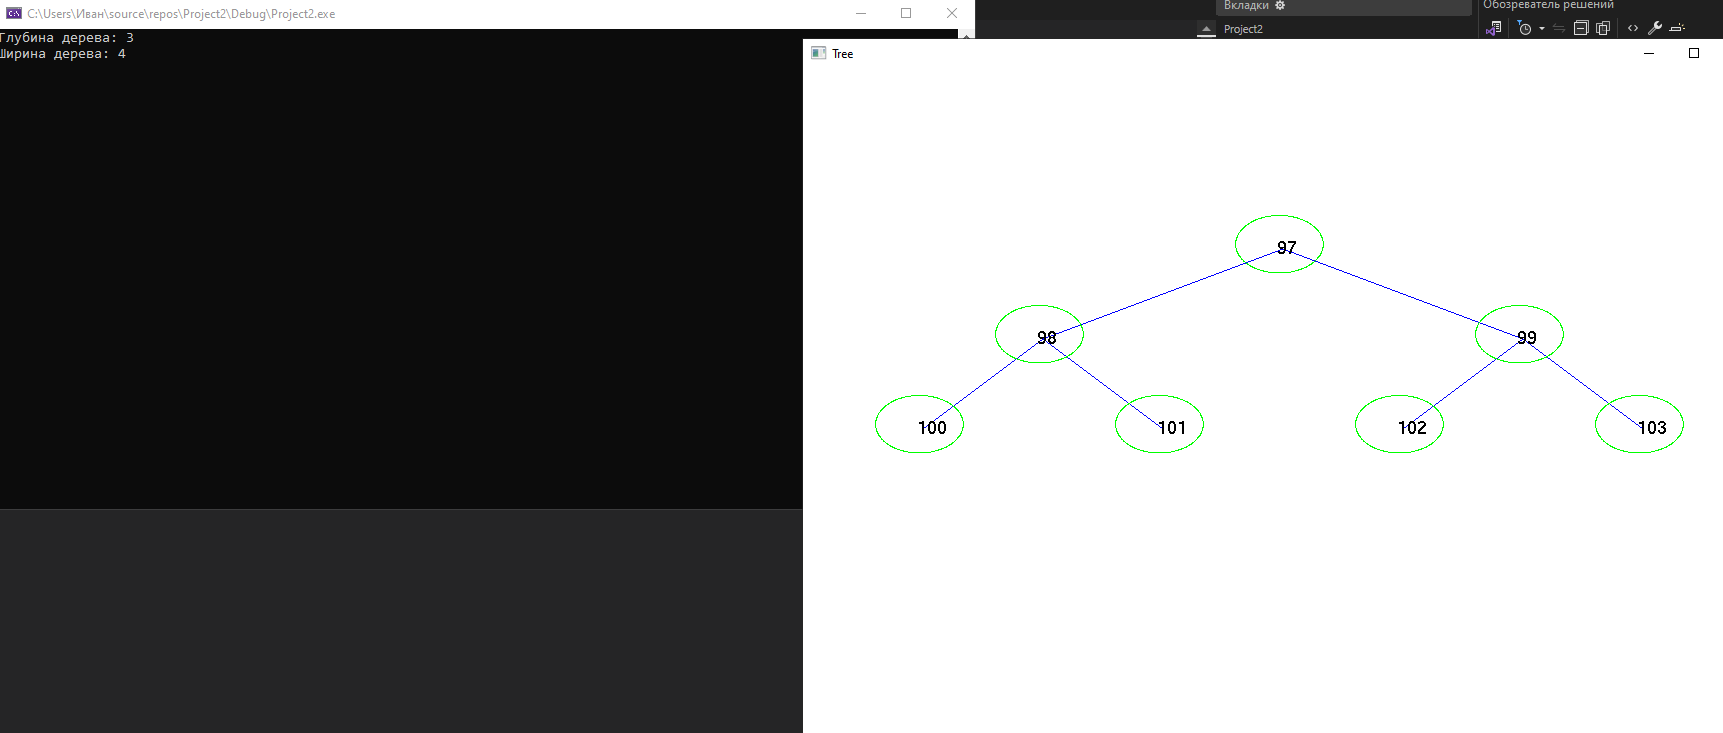 C:\Users\Иван\source\repos\Project2\Debug\Project2.exe
Глубина дерева: 3
Ширина дерева: 4
Вкладки
Project2
Обозреватель решений
Tree
97
98
99
100
101
102
103